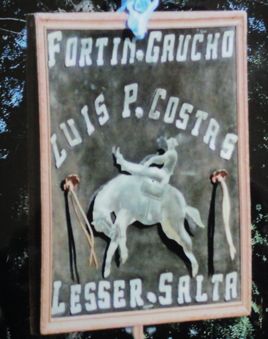 FORTIN·GAUCHO
LUIS P. COSTAS
LESSER·SALTA